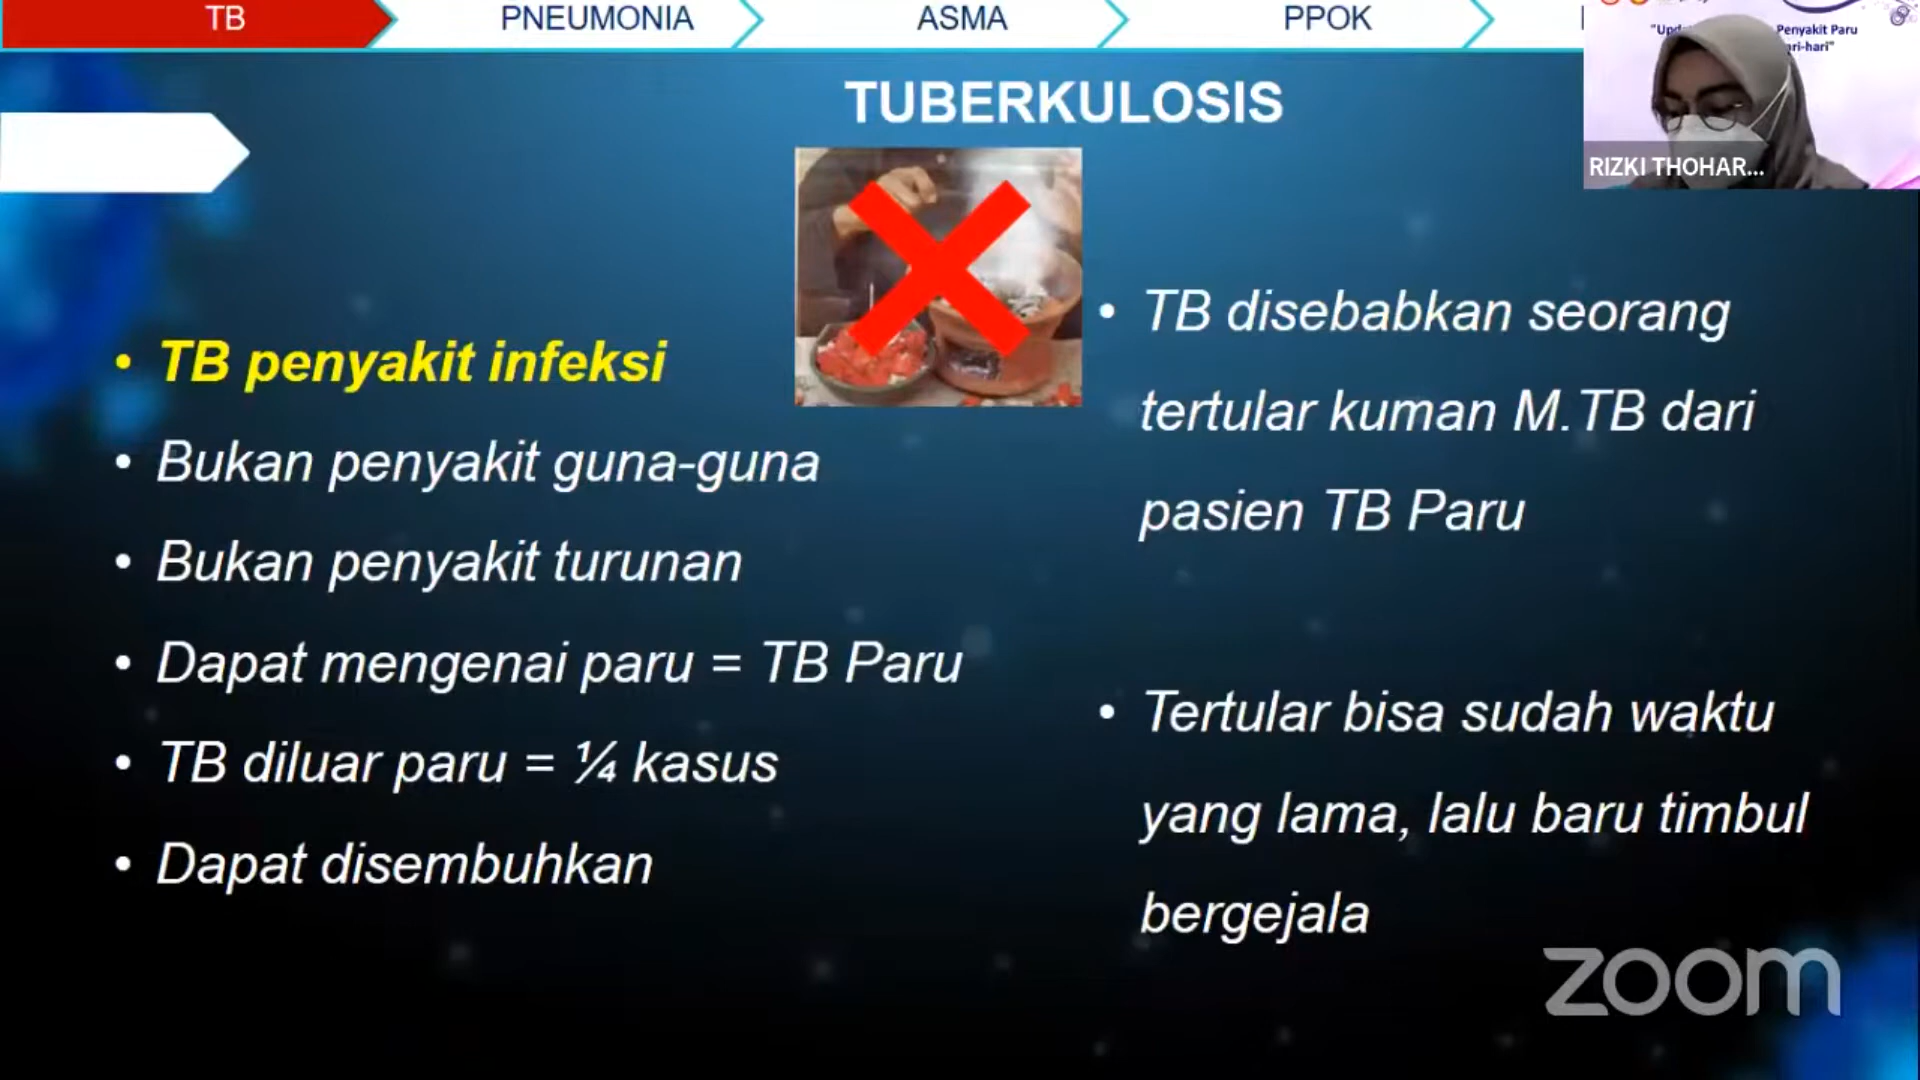 TB
PNEUMONIA
ASMA
PPOK
Penyakit Paru
RIZKI THOHAR...
TUBERKULOSIS
• TB penyakit infeksi
• Bukan penyakit guna-guna
• Bukan penyakit turunan
• Dapat mengenai paru = TB Paru
• TB diluar paru = ¼ kasus
• Dapat disembuhkan
• TB disebabkan seorang
tertular kuman M.TB dari
pasien TB Paru
• Tertular bisa sudah waktu
yang lama, lalu baru timbul
bergejala
zoom